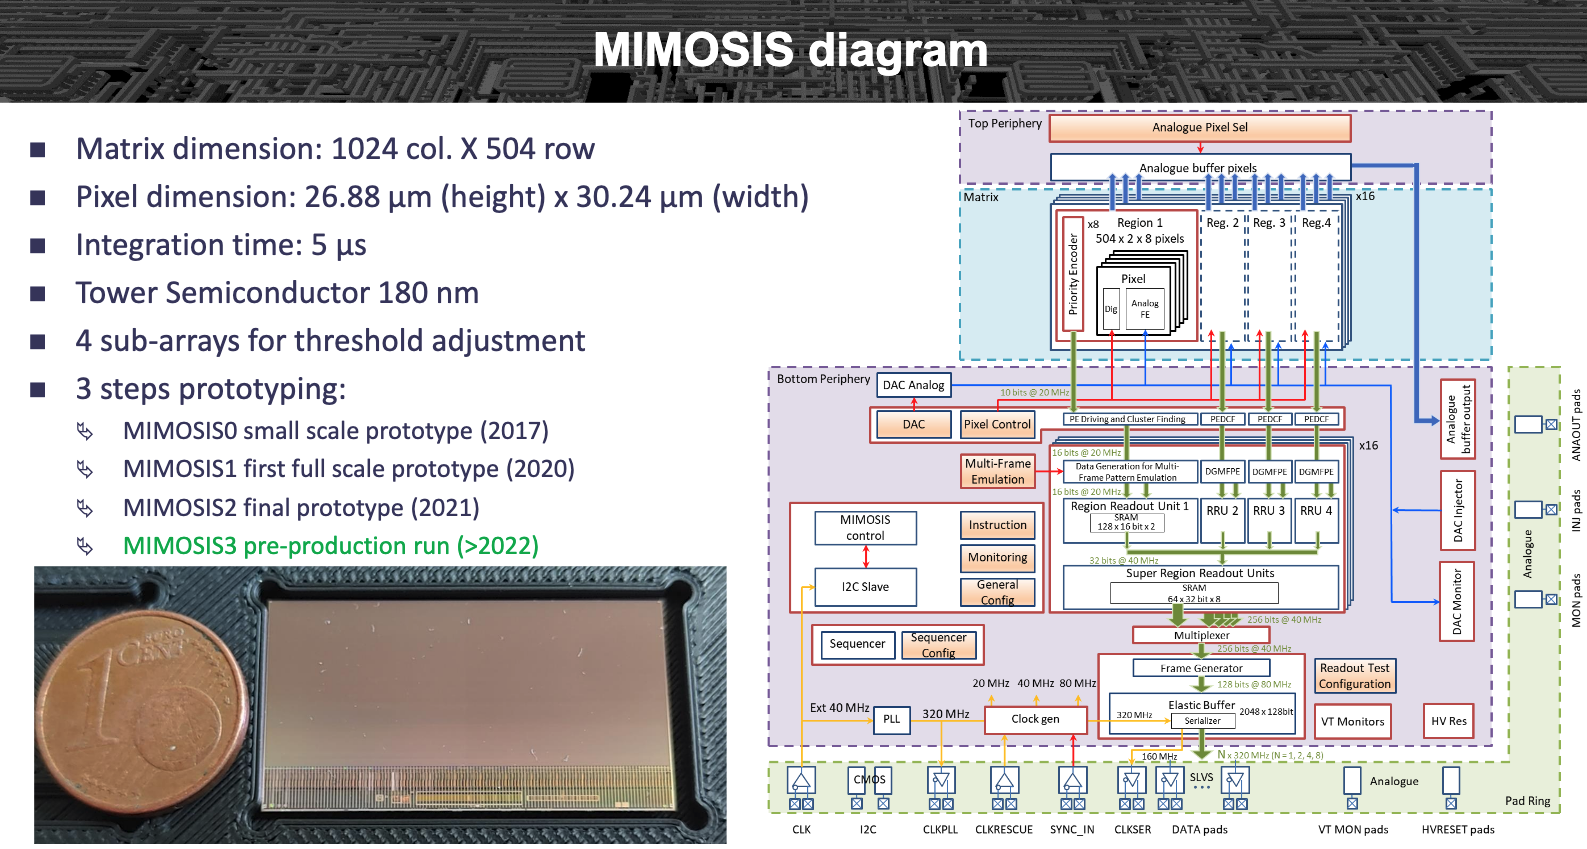 MIMOSIS diagram
Matrix dimension: 1024 col. X 504 row
Pixel dimension: 26.88 µm (height) x 30.24 µm (width)
Integration time: 5 µs
Tower Semiconductor 180 nm
4 sub-arrays for threshold adjustment
3 steps prototyping:
MIMOSIS0 small scale prototype (2017)
MIMOSIS1 first full scale prototype (2020)
MIMOSIS2 final prototype (2021)
MIMOSIS3 pre-production run (>2022)
1
EURO
CENT
Top Periphery
Analogue Pixel Sel
Analogue buffer pixels
Matrix
x16
Priority Encoder
x8
Region 1
504 x 2 x 8 pixels
Pixel
Dig
Analog
FE
Reg. 2
Reg. 3
Reg.4
Bottom Periphery
DAC Analog
10 bits @ 20 MHz
DAC
Pixel Control
PE Driving and Cluster Finding
PEDCF
PEDCF
PEDCF
x16
16 bits @ 20 MHz
Multi-Frame
Emulation
Data Generation for Multi-
Frame Pattern Emulation
DGMFPE
DGMFPE
DGMFPE
16 bits @ 20 MHz
Region Readout Unit 1
SRAM
128 x 16 bit x 2
RRU 2
RRU 3
RRU 4
32 bits @ 40 MHz
Super Region Readout Units
SRAM
64 x 32 bit x 8
256 bits @ 40 MHz
MIMOSIS
control
I2C Slave
Instruction
Monitoring
General
Config
Sequencer
Sequencer
Config
Multiplexer
256 bits @ 40 MHz
Frame Generator
128 bits @ 80 MHz
Elastic Buffer
2048 x 128bit
Serializer
Readout Test
Configuration
VT Monitors
HV Res
20 MHz
40 MHz
80 MHz
Ext 40 MHz
PLL
320 MHz
Clock gen
320 MHz
160 MHz
N x 320 MHz (N = 1, 2, 4, 8)
Analogue
buffer output
DAC Injector
DAC Monitor
Analogue
ANAOUT pads
INJ pads
MON pads
CMOS
SLVS
Analogue
Pad Ring
CLK
I2C
CLKPLL
CLKRESCUE
SYNC_IN
CLKSER
DATA pads
VT MON pads
HVRESET pads